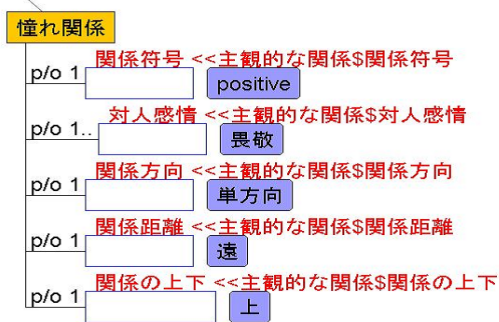 憧れ関係
関係符号 <<主観的な関係$関係符号
p/o 1
positive
対人感情 <<主観的な関係$対人感情
p/o 1..
畏敬
関係方向 <<主観的な関係$関係方向
p/o 1
単方向
関係距離 <<主観的な関係$関係距離
p/o 1
遠
関係の上下 <<主観的な関係$関係の上下
p/o 1
上